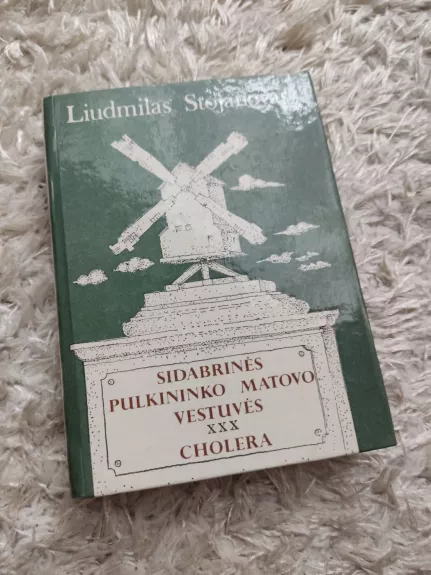 Liudmilas Stojanovas
SIDABRINĖS
PULKININKO MATOVO
VESTUVĖS
XXX
CHOLERA